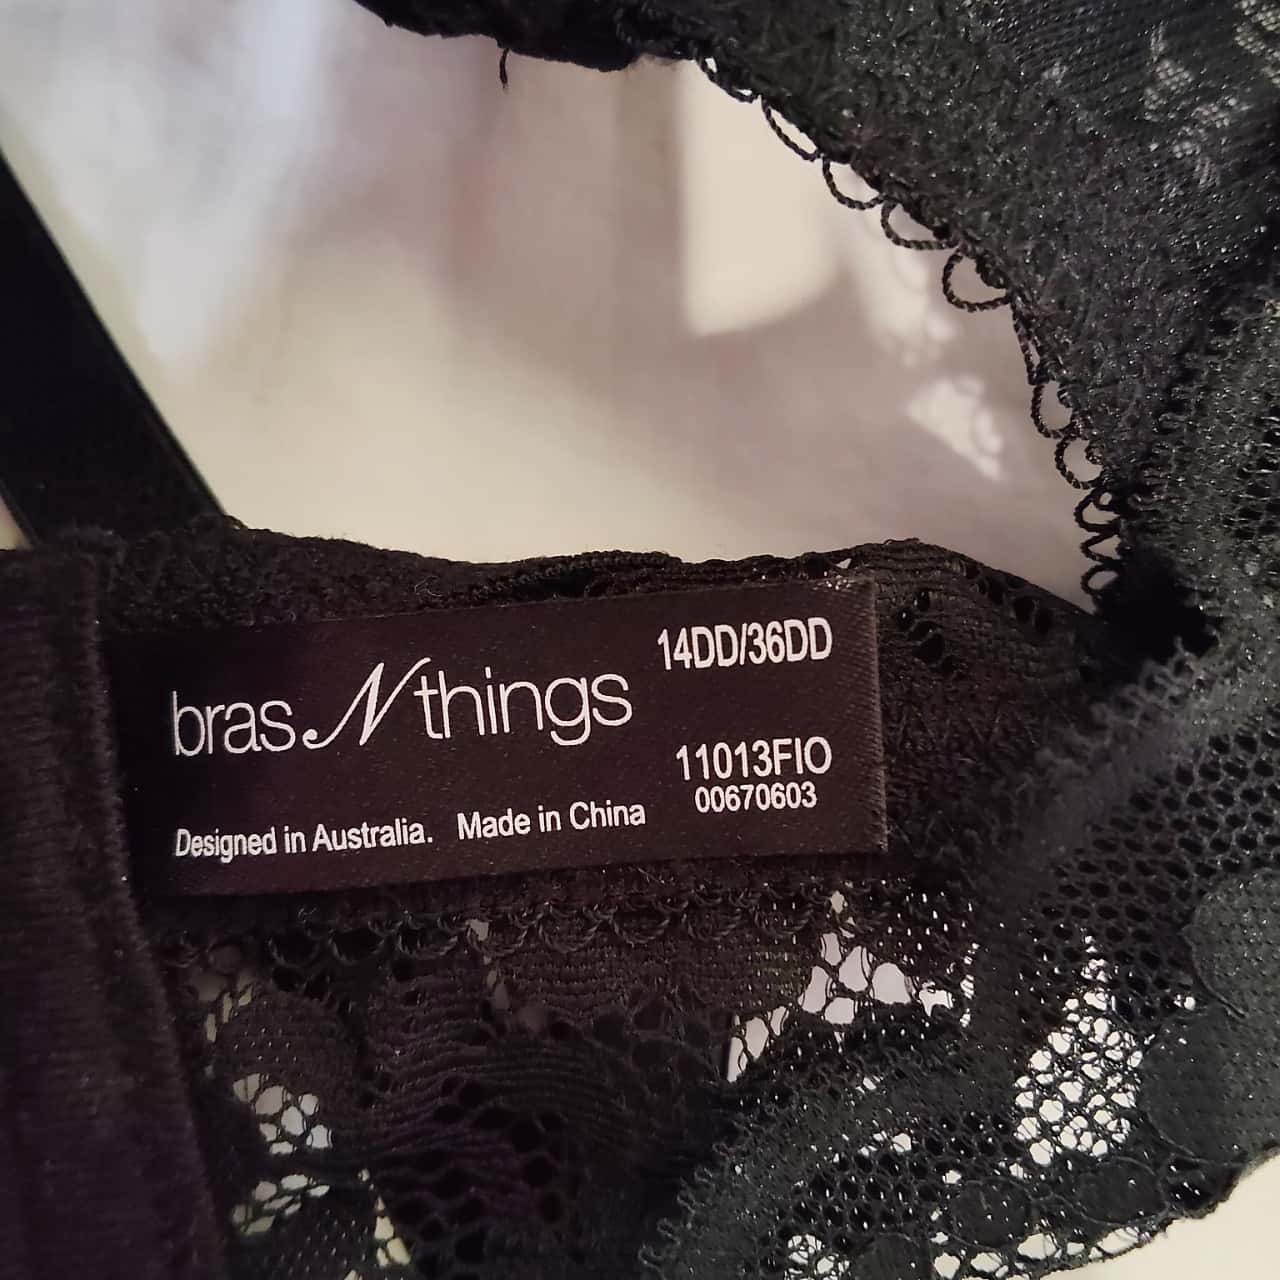 14DD/36DD
bras N things
11013FIO
00670603
Designed in Australia. Made in China